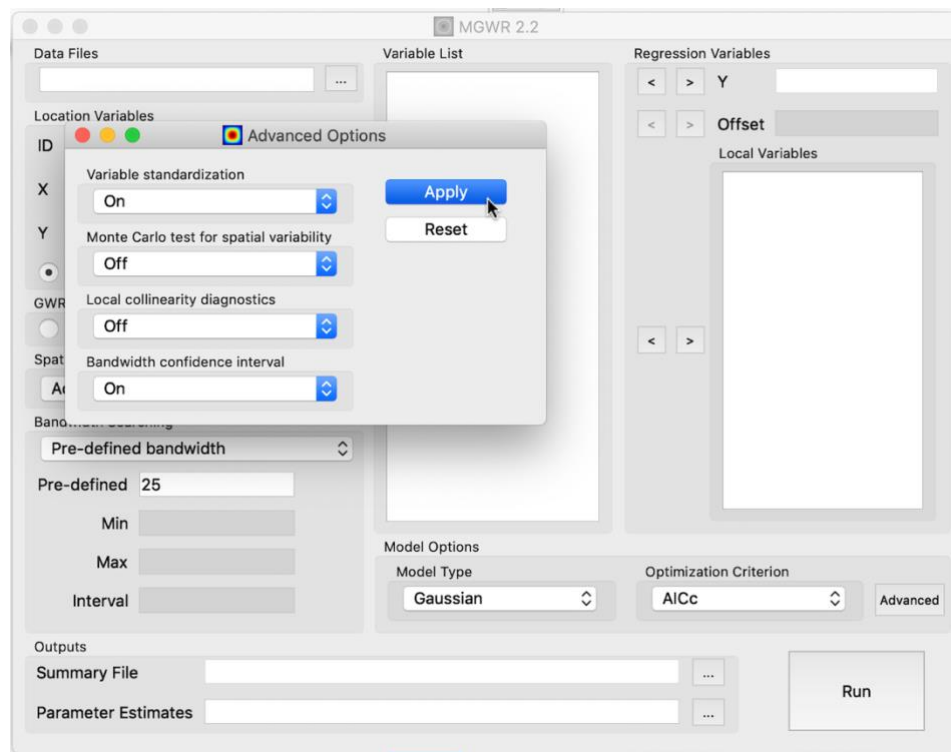 MGWR 2.2
Data Files
...
Variable List
Regression Variables
< > Y
< > Offset
Local Variables
< >
Location Variables
ID
X
Y
GWR
Spat
Ad
Advanced Options
Variable standardization
On
Monte Carlo test for spatial variability
Off
Local collinearity diagnostics
Off
Bandwidth confidence interval
On
Apply
Reset
Pre-defined bandwidth
Pre-defined 25
Min
Max
Interval
Model Options
Model Type
Gaussian
Optimization Criterion
AICc
Advanced
Outputs
Summary File
...
Parameter Estimates
...
Run